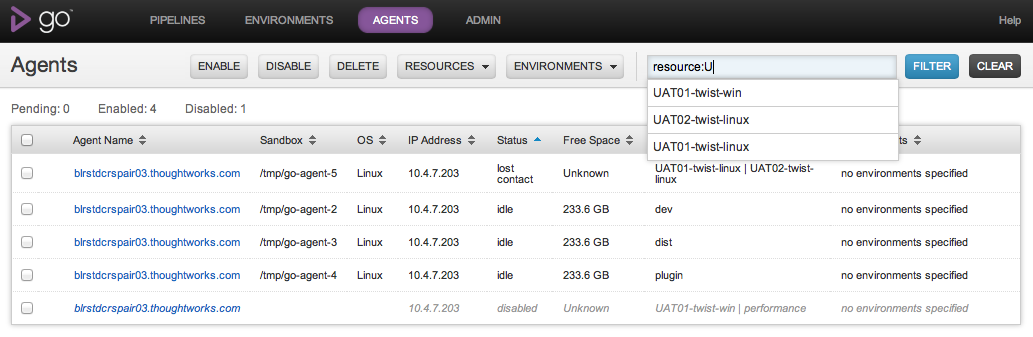 go™ PIPELINES ENVIRONMENTS AGENTS ADMIN Help
Agents ENABLE DISABLE DELETE RESOURCES ENVIRONMENTS resource:U FILTER CLEAR
UAT01-twist-win
Pending: 0 Enabled: 4 Disabled: 1
UAT02-twist-linux
Agent Name Sandbox OS IP Address Status Free Space UAT01-twist-linux ts
blrstdcrspair03.thoughtworks.com /tmp/go-agent-5 Linux 10.4.7.203 lost contact Unknown UAT01-twist-linux | UAT02-twist-linux no environments specified
blrstdcrspair03.thoughtworks.com /tmp/go-agent-2 Linux 10.4.7.203 idle 233.6 GB dev no environments specified
blrstdcrspair03.thoughtworks.com /tmp/go-agent-3 Linux 10.4.7.203 idle 233.6 GB dist no environments specified
blrstdcrspair03.thoughtworks.com /tmp/go-agent-4 Linux 10.4.7.203 idle 233.6 GB plugin no environments specified
blrstdcrspair03.thoughtworks.com 10.4.7.203 disabled Unknown UAT01-twist-win | performance no environments specified